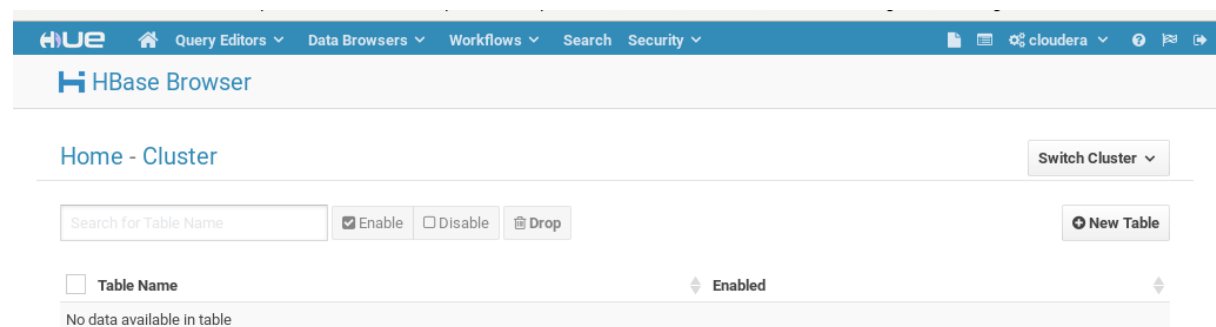 HUE Query Editors Data Browsers Workflows Search Security cloudera
HBase Browser
Home - Cluster Switch Cluster
Search for Table Name Enable Disable Drop New Table
Table Name Enabled
No data available in table